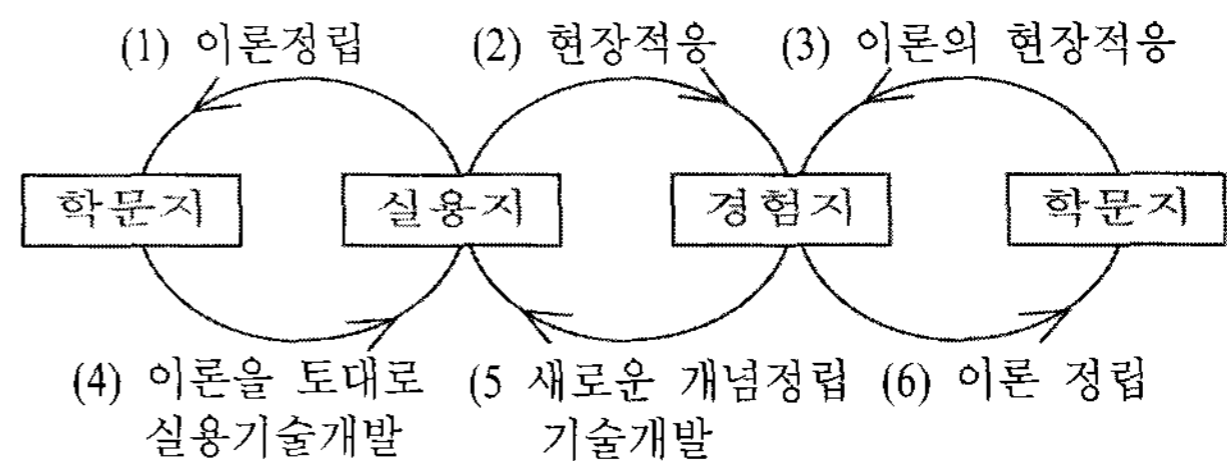 (1) 이론정립 (2) 현장적응 (3) 이론의 현장적응
학문지 실용지 경험지 학문지
(4) 이론을 토대로 (5 새로운 개념정립 (6) 이론 정립
실용기술개발 기술개발